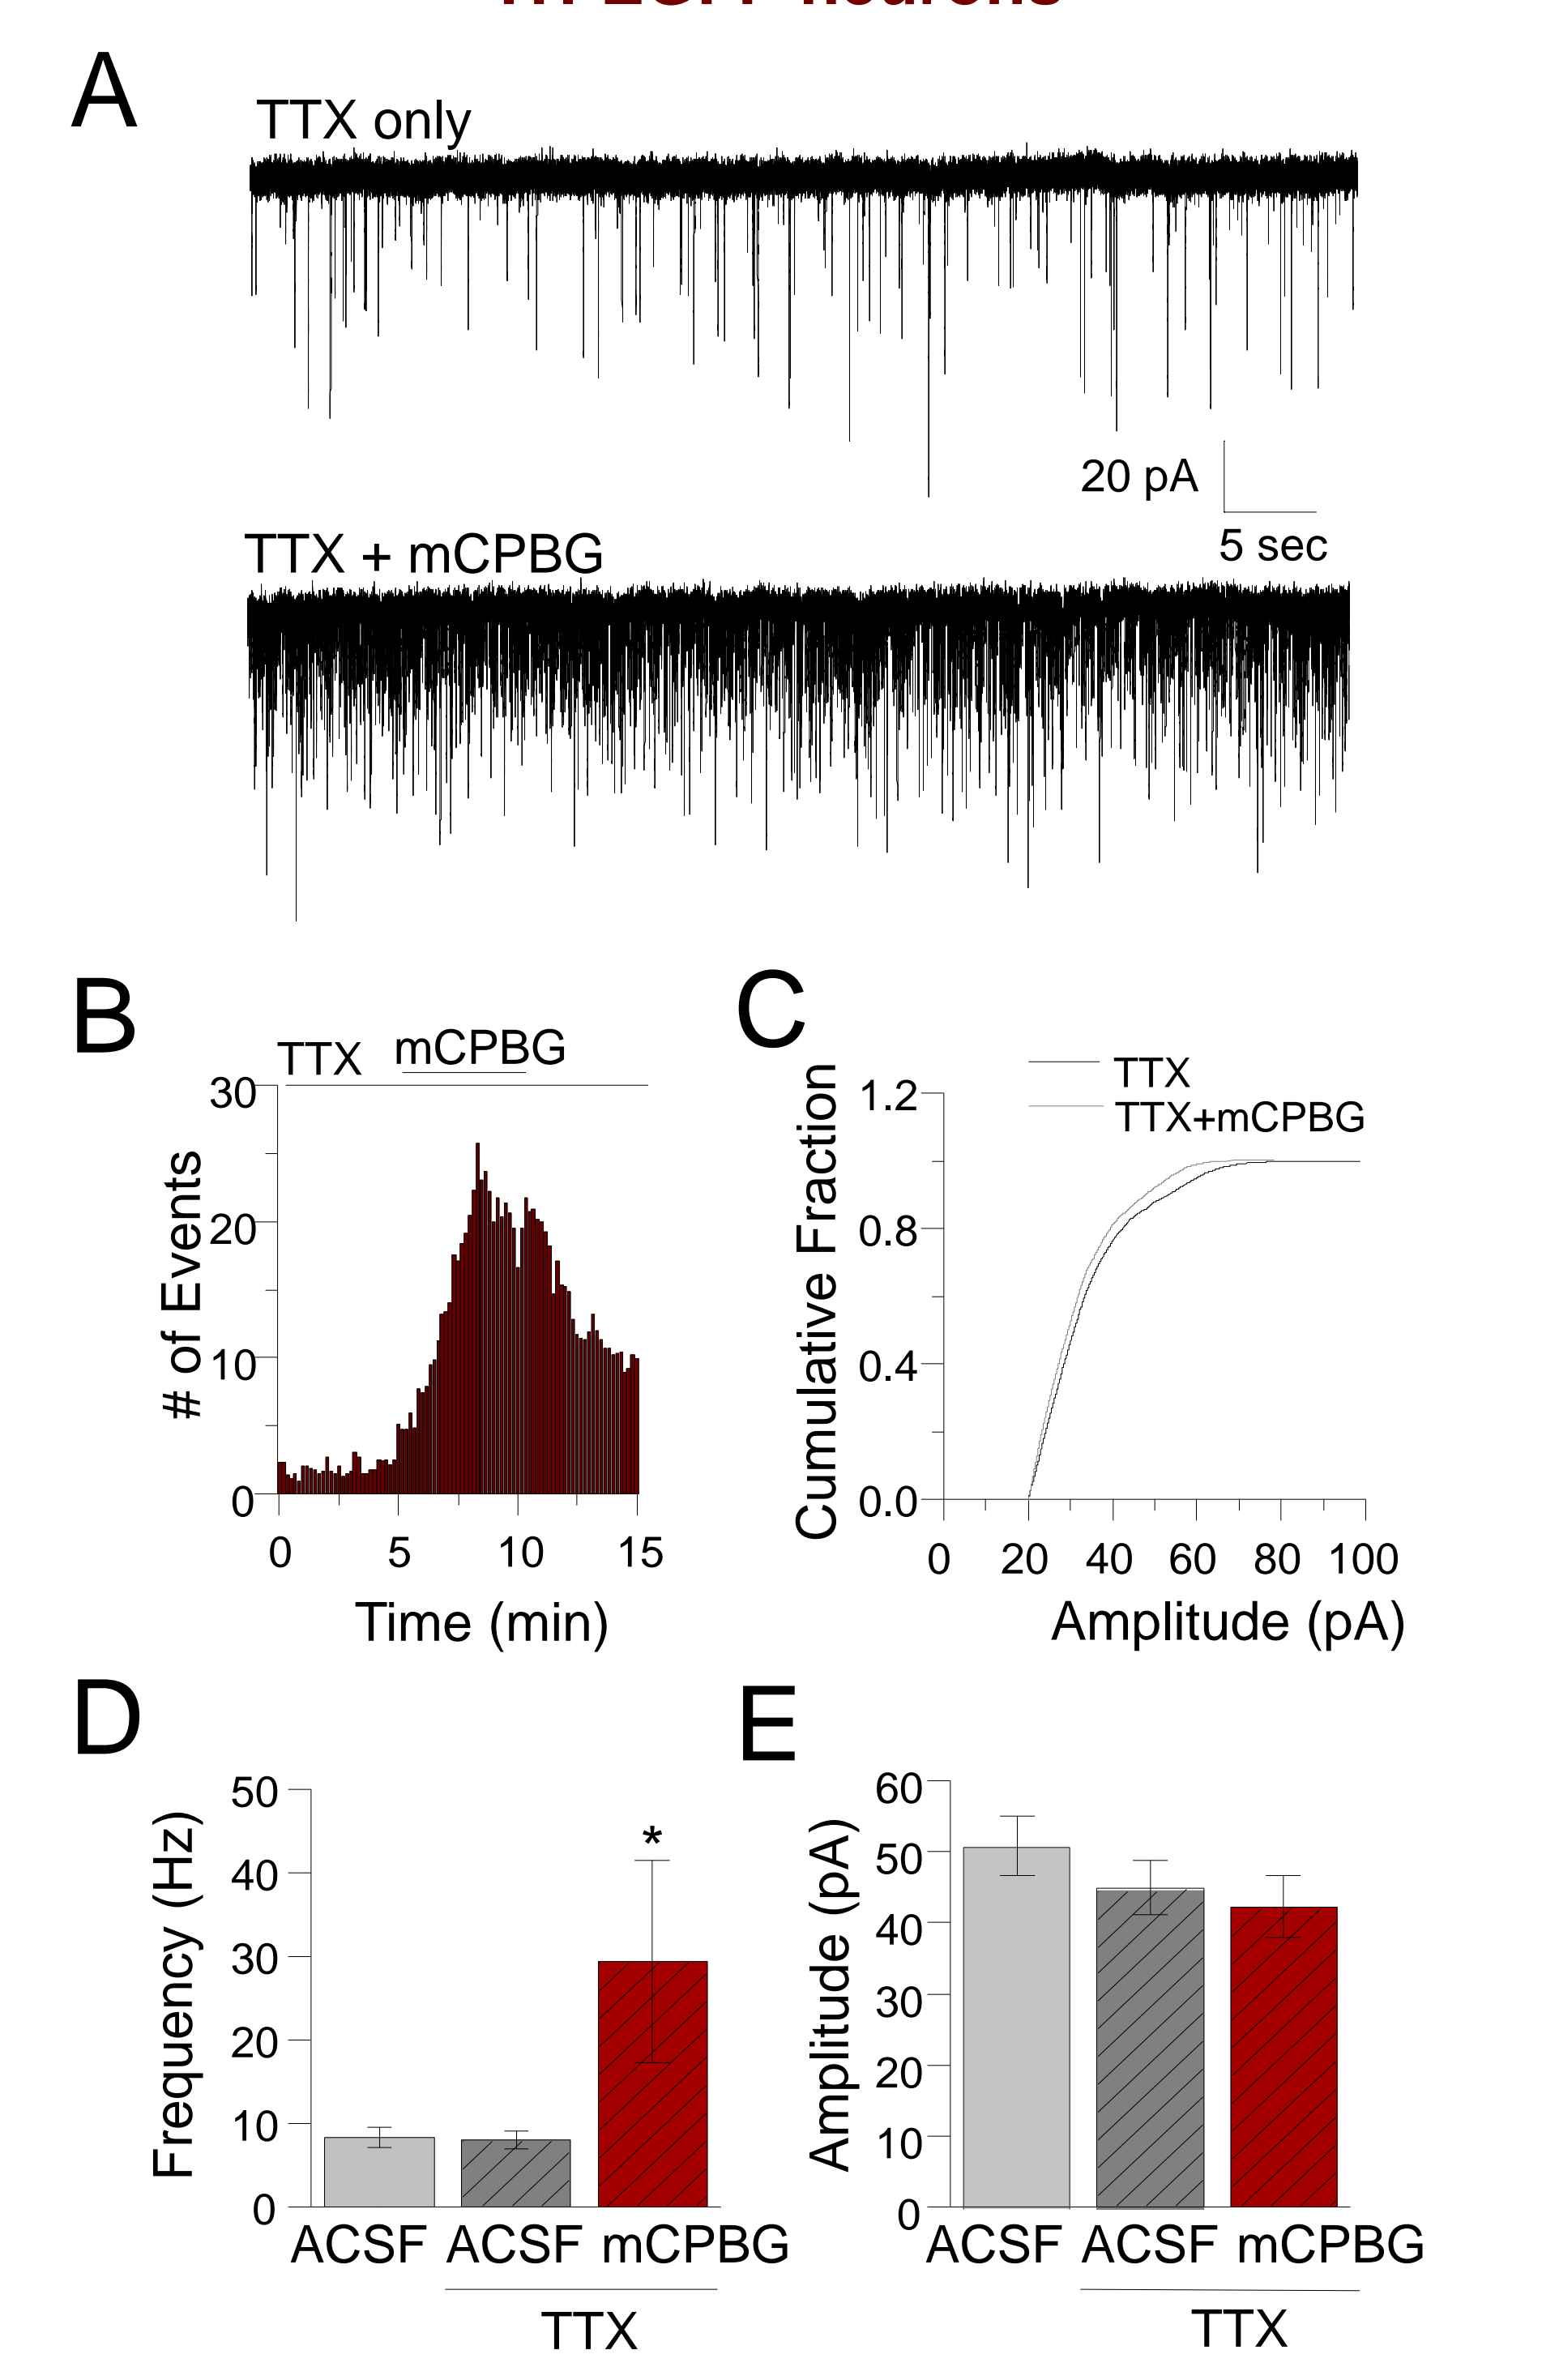 neurons
A
TTX only
20 pA
5 sec
TTX + mCPBG
B
TTX mCPBG
30
20
10
0
# of Events
0 5 10 15
Time (min)
C
TTX
TTX+mCPBG
1.2
0.8
0.4
0.0
Cumulative Fraction
0 20 40 60 80 100
Amplitude (pA)
D
50
40
30
20
10
0
Frequency (Hz)
*
ACSF ACSF mCPBG
TTX
E
60
50
40
30
20
10
0
Amplitude (pA)
ACSF ACSF mCPBG
TTX